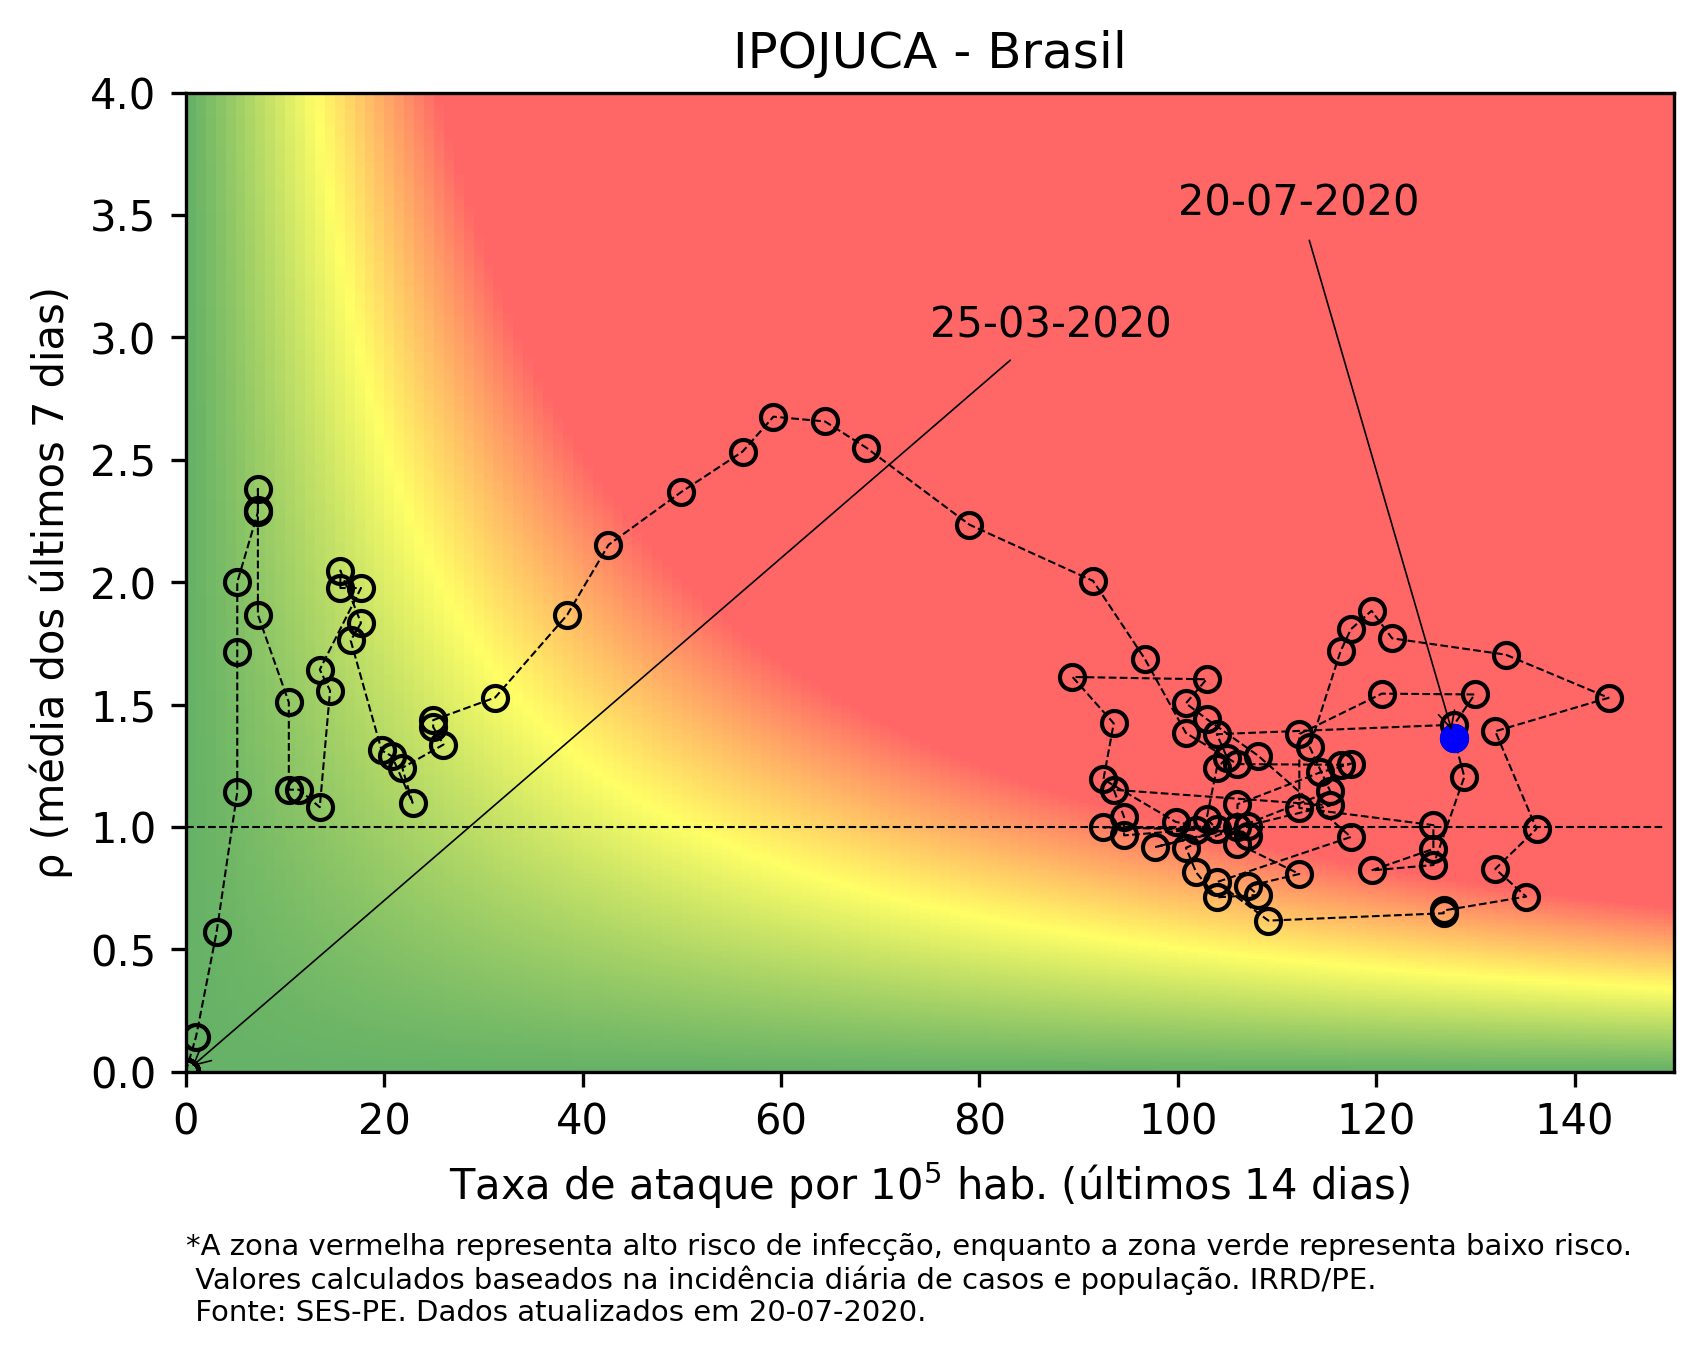 IPOJUCA - Brasil
4.0
3.5
3.0
2.5
2.0
1.5
1.0
0.5
0.0
ρ (média dos últimos 7 dias)
20-07-2020
25-03-2020
0 20 40 60 80 100 120 140
Taxa de ataque por 10⁵ hab. (últimos 14 dias)
*A zona vermelha representa alto risco de infecção, enquanto a zona verde representa baixo risco.
Valores calculados baseados na incidência diária de casos e população. IRRD/PE.
Fonte: SES-PE. Dados atualizados em 20-07-2020.